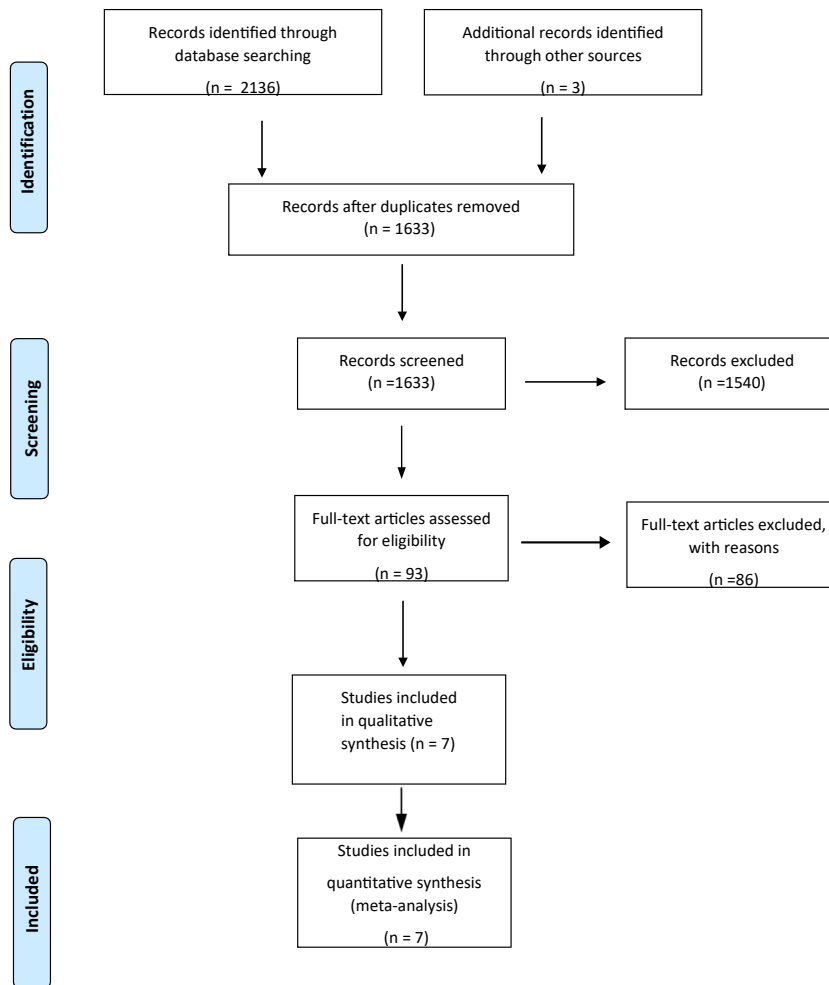 Records identified through
database searching
(n = 2136)
Additional records identified
through other sources
(n = 3)
Identification
Records after duplicates removed
(n = 1633)
Records screened
(n =1633)
Records excluded
(n =1540)
Screening
Full-text articles assessed
for eligibility
(n = 93)
Full-text articles excluded,
with reasons
(n =86)
Eligibility
Studies included
in qualitative
synthesis (n = 7)
Studies included in
quantitative synthesis
(meta-analysis)
(n = 7)
Included